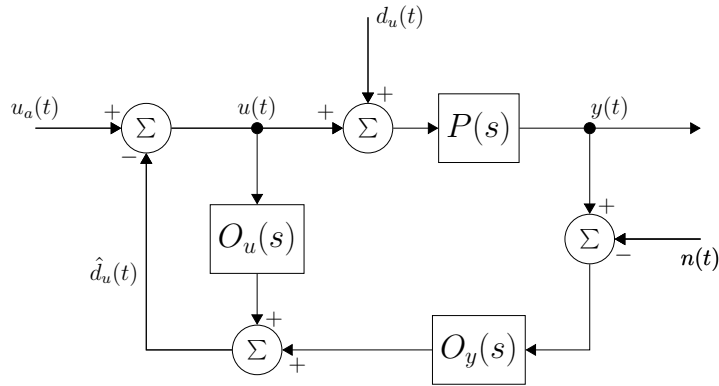 d_u(t)
u_a(t)
+
Σ
−
u(t)
+
+
Σ
P(s)
y(t)
O_u(s)
+
Σ
−
n(t)
d̂_u(t)
+
Σ
+
O_y(s)